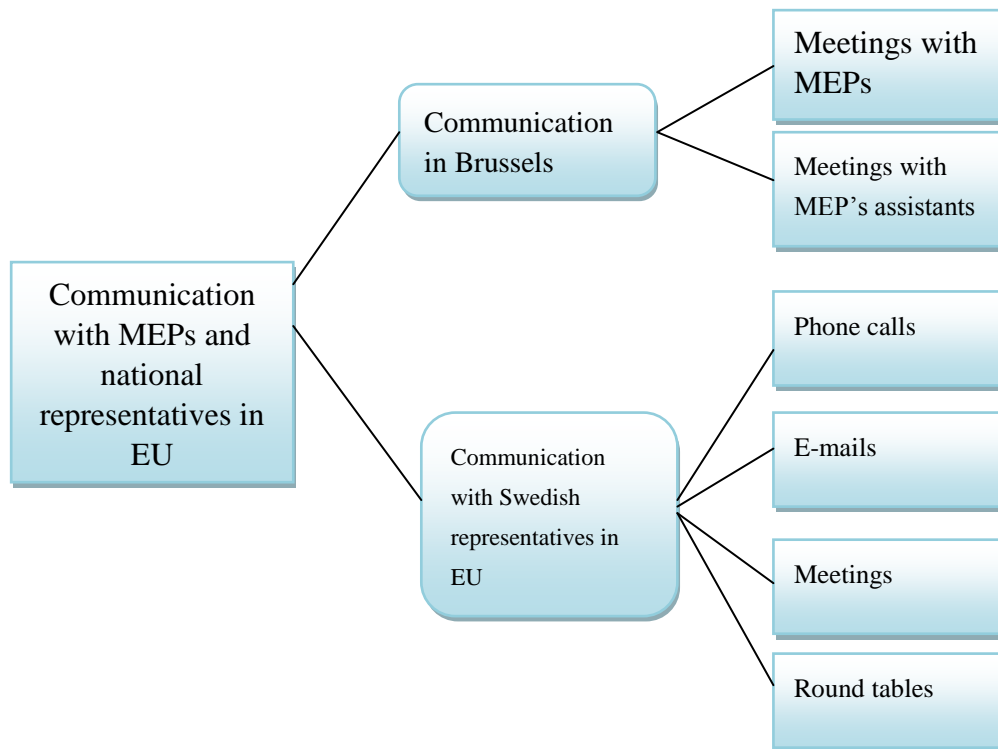 Communication
with MEPs and
national
representatives in
EU
Communication
in Brussels
Meetings with
MEPs
Meetings with
MEP’s assistants
Communication
with Swedish
representatives in
EU
Phone calls
E-mails
Meetings
Round tables